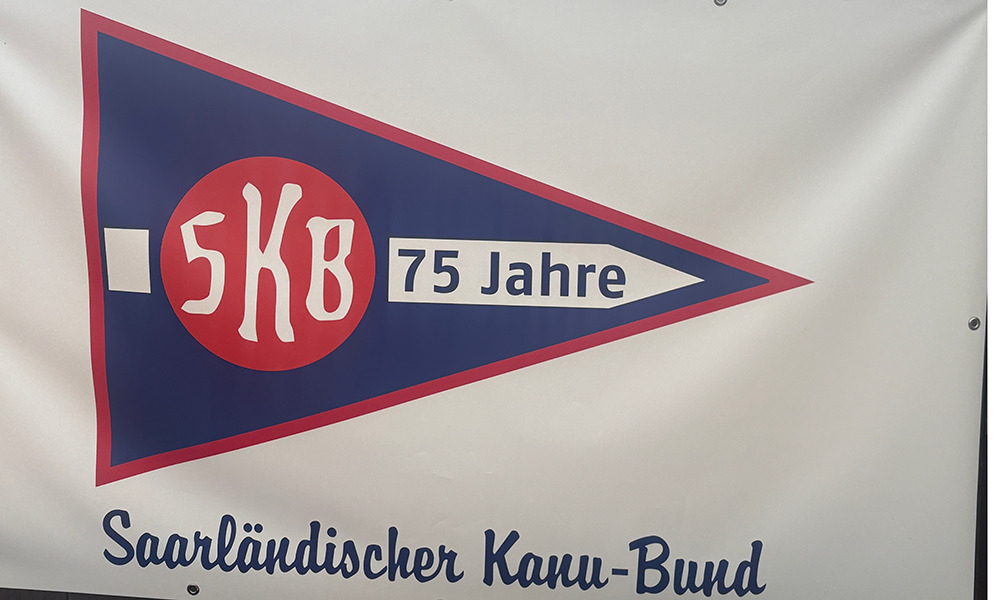 SKB
75 Jahre
Saarländischer Kanu-Bund